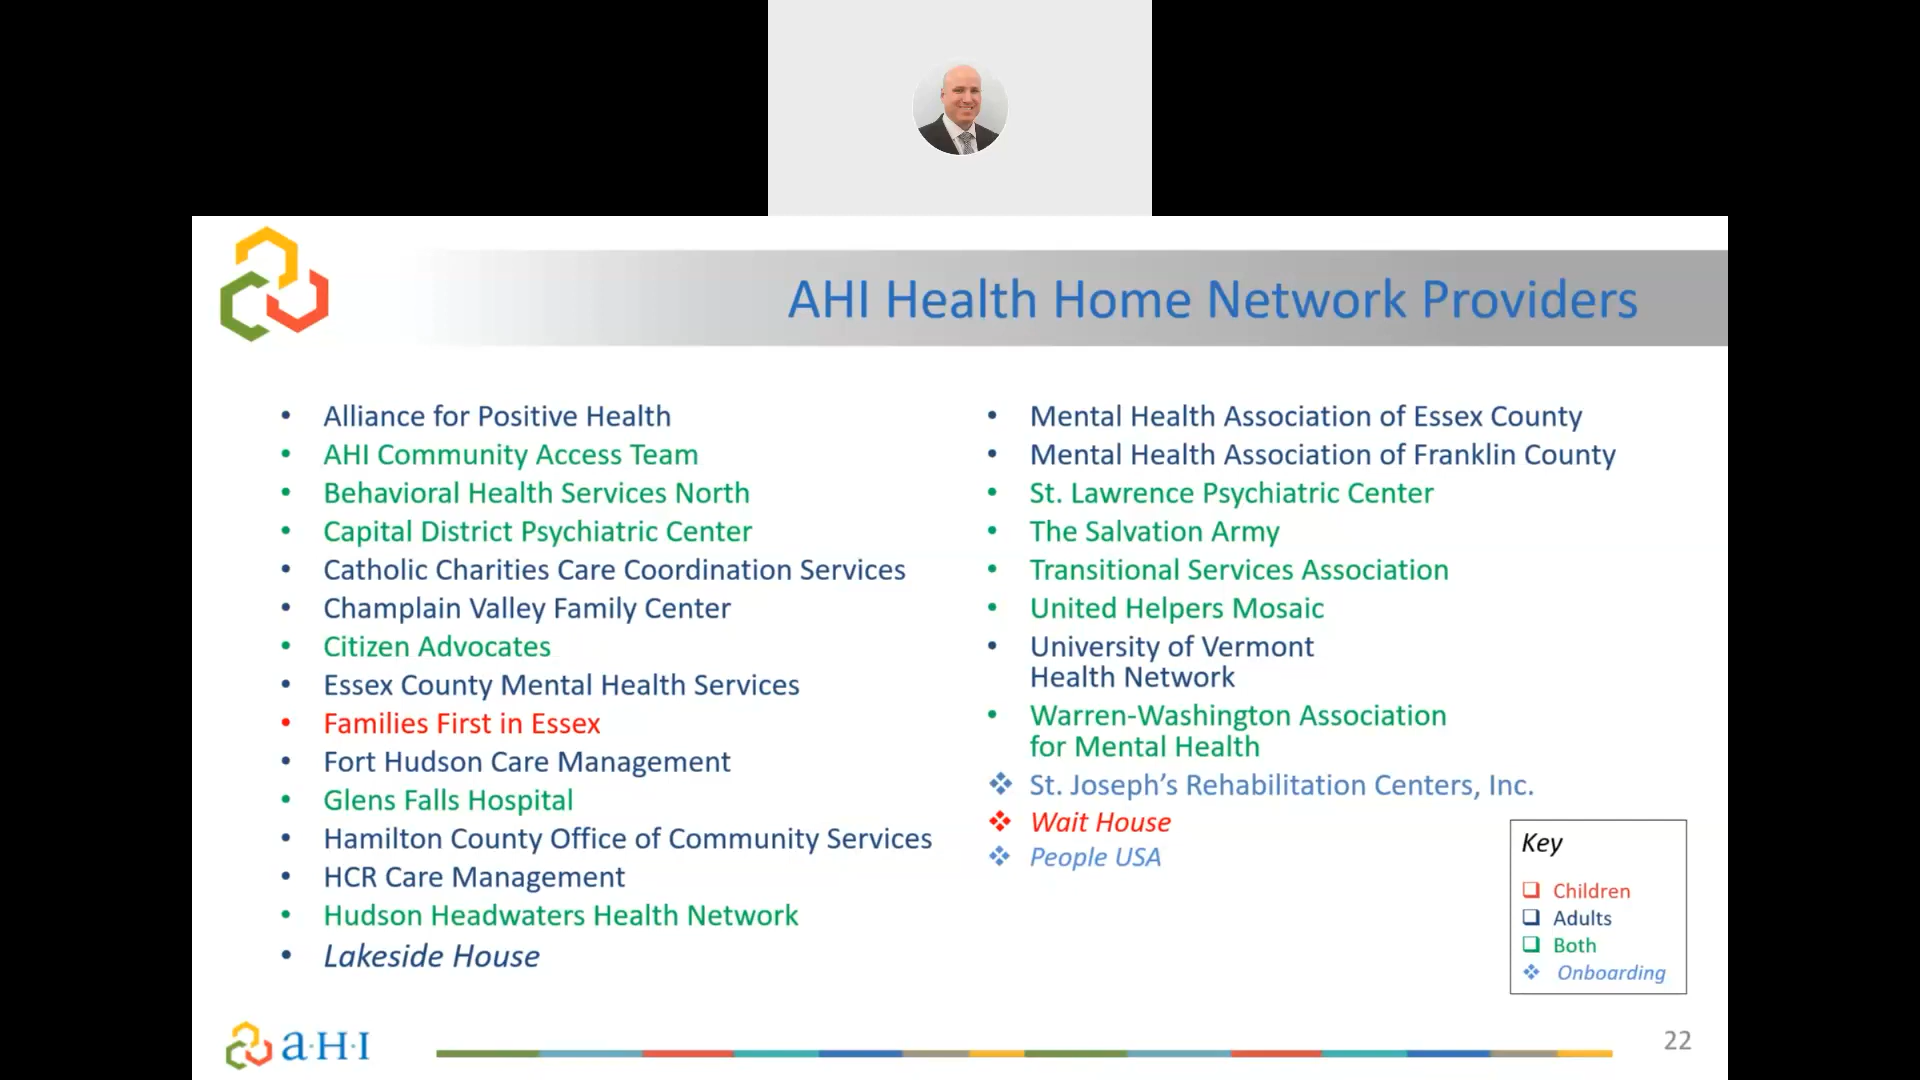 AHI Health Home Network Providers
• Alliance for Positive Health
• AHI Community Access Team
• Behavioral Health Services North
• Capital District Psychiatric Center
• Catholic Charities Care Coordination Services
• Champlain Valley Family Center
• Citizen Advocates
• Essex County Mental Health Services
• Families First in Essex
• Fort Hudson Care Management
• Glens Falls Hospital
• Hamilton County Office of Community Services
• HCR Care Management
• Hudson Headwaters Health Network
• Lakeside House
• Mental Health Association of Essex County
• Mental Health Association of Franklin County
• St. Lawrence Psychiatric Center
• The Salvation Army
• Transitional Services Association
• United Helpers Mosaic
• University of Vermont
Health Network
• Warren-Washington Association
for Mental Health
❖ St. Joseph’s Rehabilitation Centers, Inc.
❖ Wait House
❖ People USA
Key
❑ Children
❑ Adults
❑ Both
❖ Onboarding
a·H·I
22